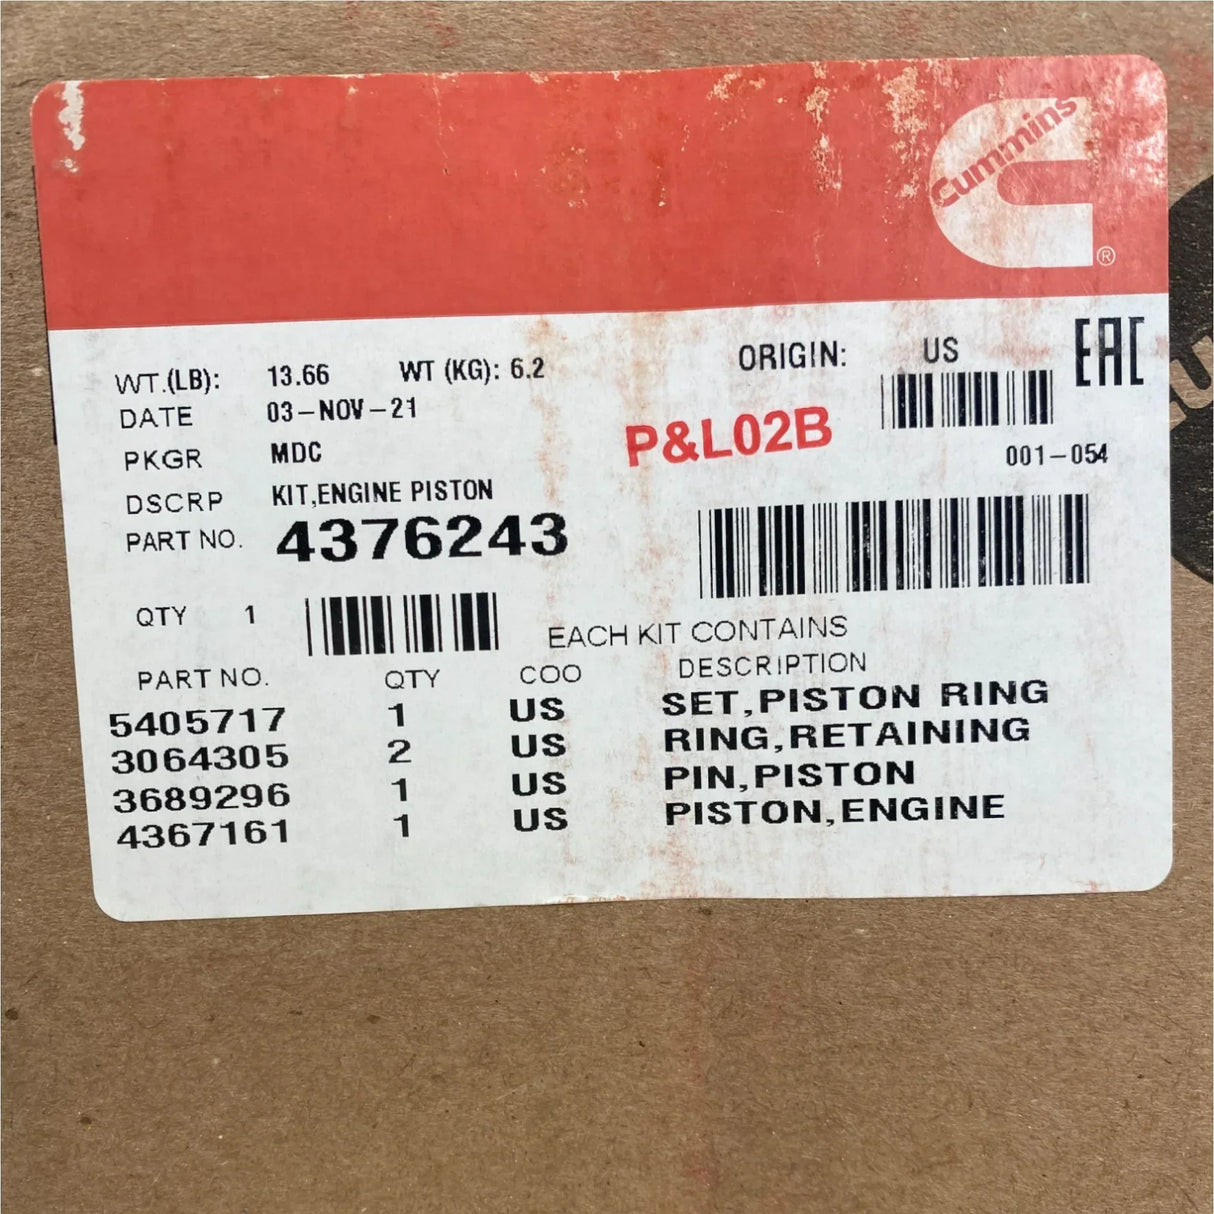 Cummins
®
WT.(LB): 13.66 WT (KG): 6.2 ORIGIN: US EAC
DATE 03-NOV-21
P&L02B
PKGR MDC 001-054
DSCRP KIT,ENGINE PISTON
PART NO. 4376243
QTY 1
EACH KIT CONTAINS
PART NO. QTY COO DESCRIPTION
5405717 1 US SET,PISTON RING
3064305 2 US RING,RETAINING
3689296 1 US PIN,PISTON
4367161 1 US PISTON,ENGINE